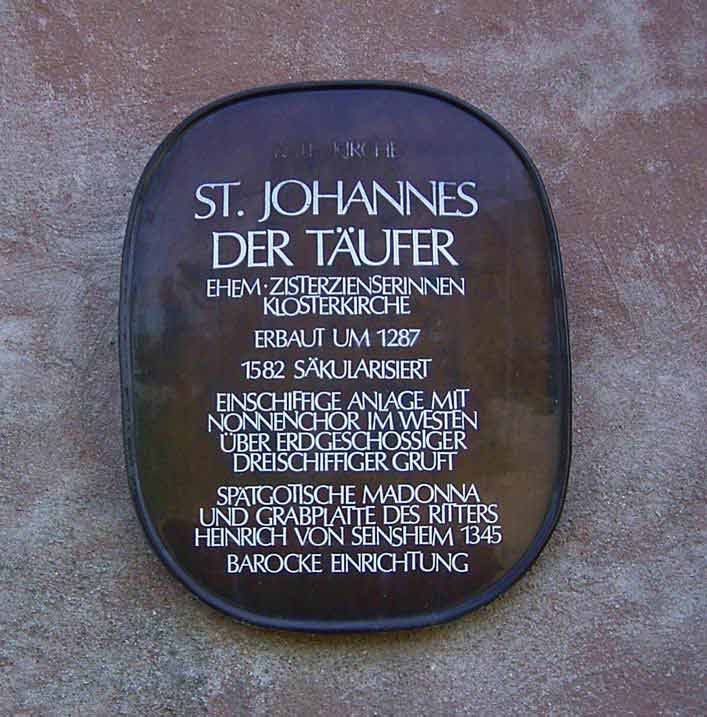 KIRCHE
ST. JOHANNES
DER TÄUFER
EHEM · ZISTERZIENSERINNEN
KLOSTERKIRCHE
ERBAUT UM 1287
1582 SÄKULARISIERT
EINSCHIFFIGE ANLAGE MIT
NONNENCHOR IM WESTEN
ÜBER ERDGESCHOSSIGER
DREISCHIFFIGER GRUFT
SPÄTGOTISCHE MADONNA
UND GRABPLATTE DES RITTERS
HEINRICH VON SEINSHEIM 1345
BAROCKE EINRICHTUNG